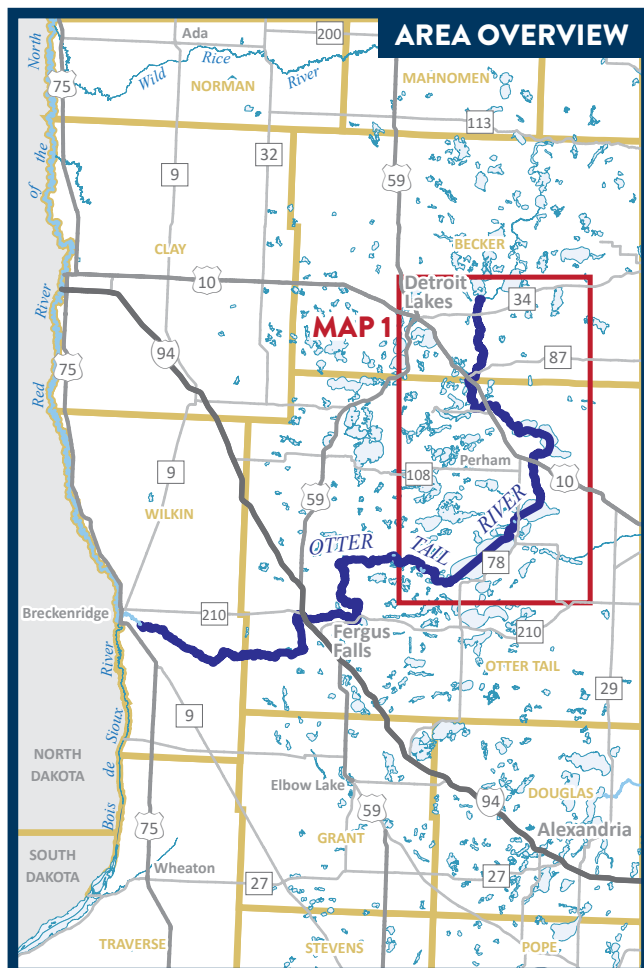 AREA OVERVIEW
Ada
200
North
Wild Rice River
NORMAN
MAHNOMEN
75
113
of the
32
9
59
CLAY
BECKER
10
Detroit
Lakes
34
River
MAP 1
94
87
75
Red
Perham
108
9
59
10
WILKIN
RIVER
OTTER
TAIL
78
Breckenridge
210
Fergus
Falls
210
OTTER TAIL
River
29
9
Sioux
NORTH
DAKOTA
de
Elbow Lake
DOUGLAS
94
Bois
75
59
GRANT
Alexandria
SOUTH
DAKOTA
Wheaton
27
27
TRAVERSE
STEVENS
POPE